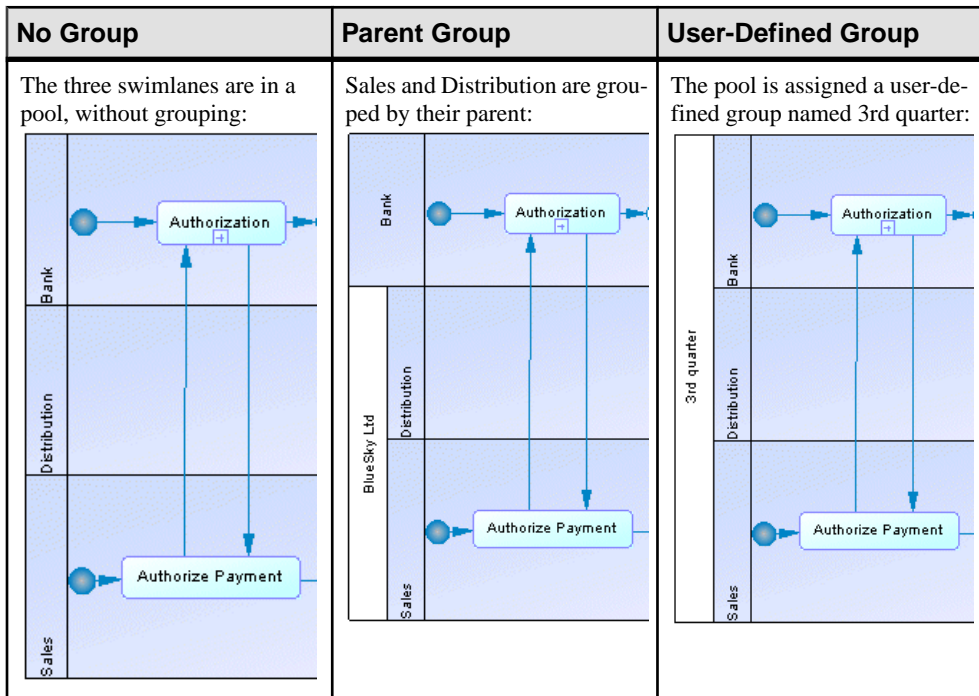 No Group
Parent Group
User-Defined Group
The three swimlanes are in a
pool, without grouping:
Bank
Authorization
Distribution
Sales
Authorize Payment
Sales and Distribution are grou-
ped by their parent:
Bank
Authorization
BlueSky Ltd
Distribution
Sales
Authorize Payment
The pool is assigned a user-de-
fined group named 3rd quarter:
3rd quarter
Bank
Authorization
Distribution
Sales
Authorize Payment